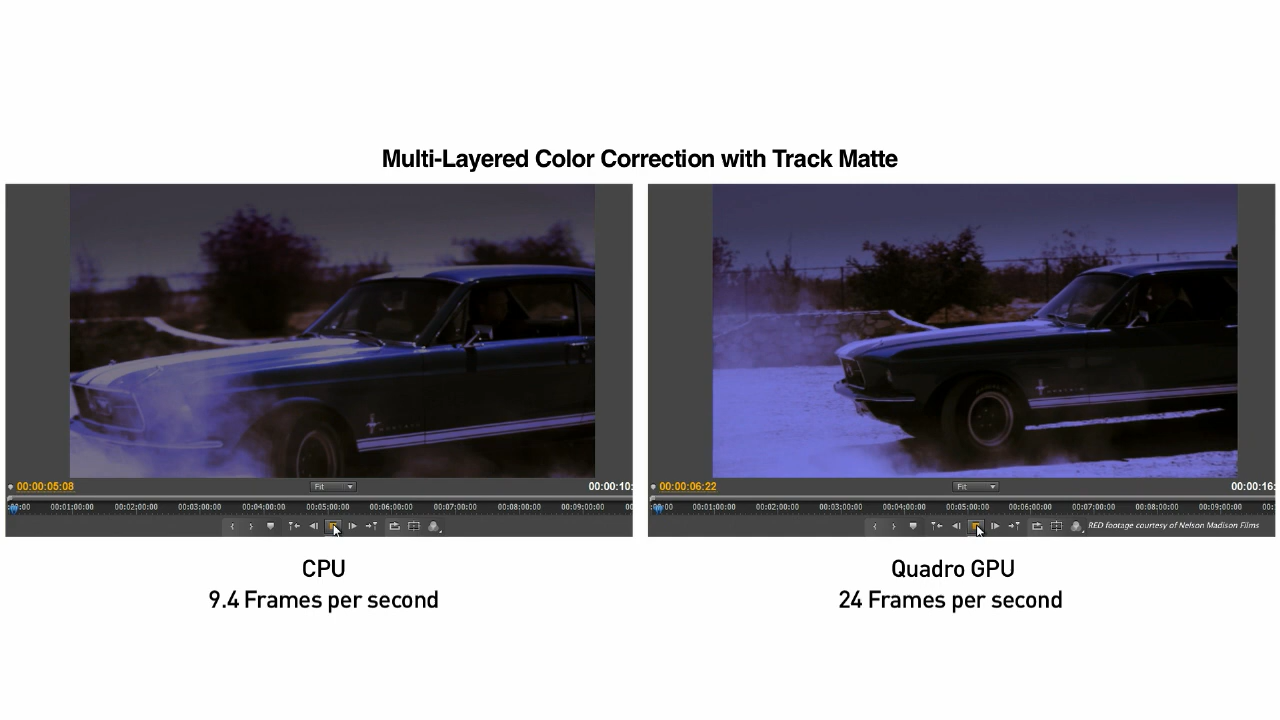 Multi-Layered Color Correction with Track Matte
00:00:05:08
Fit
00:00:10:
:00:00 00:01:00:00 00:02:00:00 00:03:00:00 00:04:00:00 00:05:00:00 00:06:00:00 00:07:00:00 00:08:00:00 00:09:00:00 00:
CPU
9.4 Frames per second
00:00:06:22
Fit
00:00:16:
00:00 00:01:00:00 00:02:00:00 00:03:00:00 00:04:00:00 00:05:00:00 00:06:00:00 00:07:00:00 00:08:00:00 00:09:00:00 00:
RED footage courtesy of Nelson Madison Films
Quadro GPU
24 Frames per second